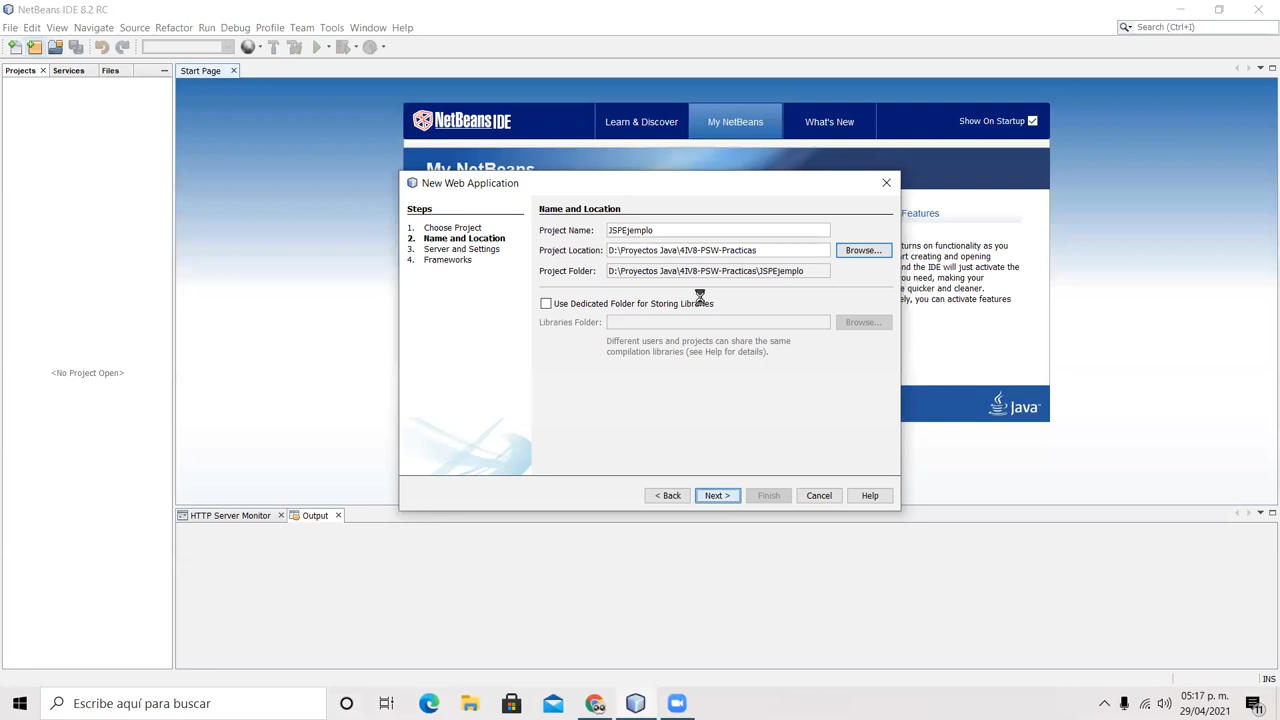 NetBeans IDE 8.2 RC
File Edit View Navigate Source Refactor Run Debug Profile Team Tools Window Help
Search (Ctrl+I)
Projects Services Files
Start Page
NetBeans IDE
Learn & Discover
My NetBeans
What's New
Show On Startup
My NetBeans
New Web Application
Steps
1. Choose Project
2. Name and Location
3. Server and Settings
4. Frameworks
Name and Location
Project Name: JSPEjemplo
Project Location: D:\Proyectos Java\4IV8-PSW-Practicas Browse...
Project Folder: D:\Proyectos Java\4IV8-PSW-Practicas\JSPEjemplo
Use Dedicated Folder for Storing Libraries
Libraries Folder: Browse...
Different users and projects can share the same
compilation libraries (see Help for details).
< Back Next > Finish Cancel Help
Features
turns on functionality as you
start creating and opening
nd the IDE will just activate the
you need, making your
e quicker and cleaner.
ely, you can activate features
Java
<No Project Open>
HTTP Server Monitor Output
INS
Escribe aquí para buscar
05:17 p. m.
29/04/2021
11